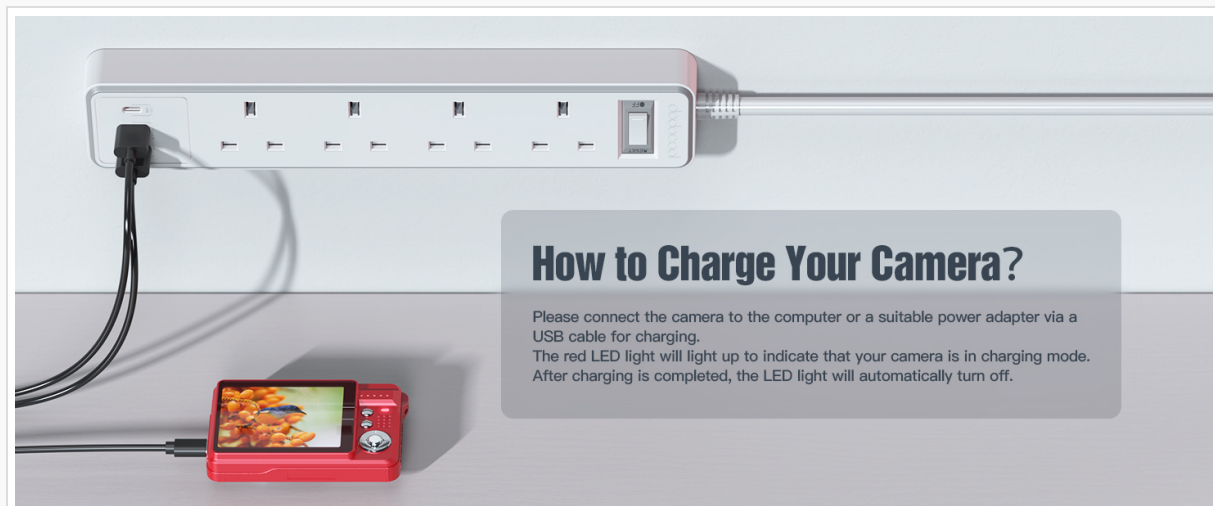 How to Charge Your Camera?
Please connect the camera to the computer or a suitable power adapter via a
USB cable for charging.
The red LED light will light up to indicate that your camera is in charging mode.
After charging is completed, the LED light will automatically turn off.